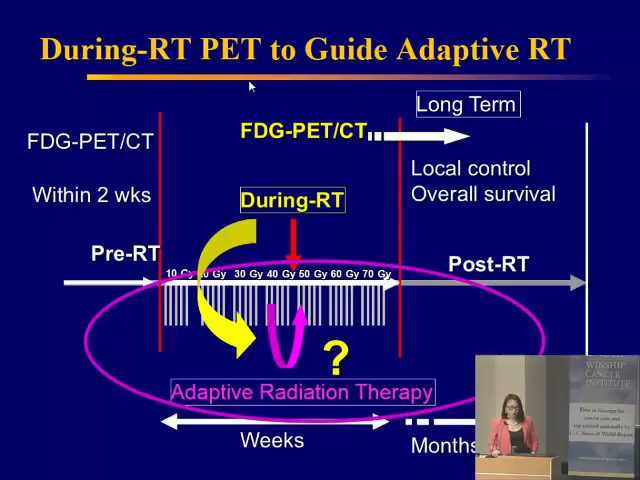 During-RT PET to Guide Adaptive RT
Long Term
FDG-PET/CT
FDG-PET/CT
Local control
Within 2 wks
During-RT
Overall survival
Pre-RT
Post-RT
10 Gy 20 Gy 30 Gy 40 Gy 50 Gy 60 Gy 70 Gy
?
Adaptive Radiation Therapy
Weeks
Months
WINSHIP
CANCER
INSTITUTE